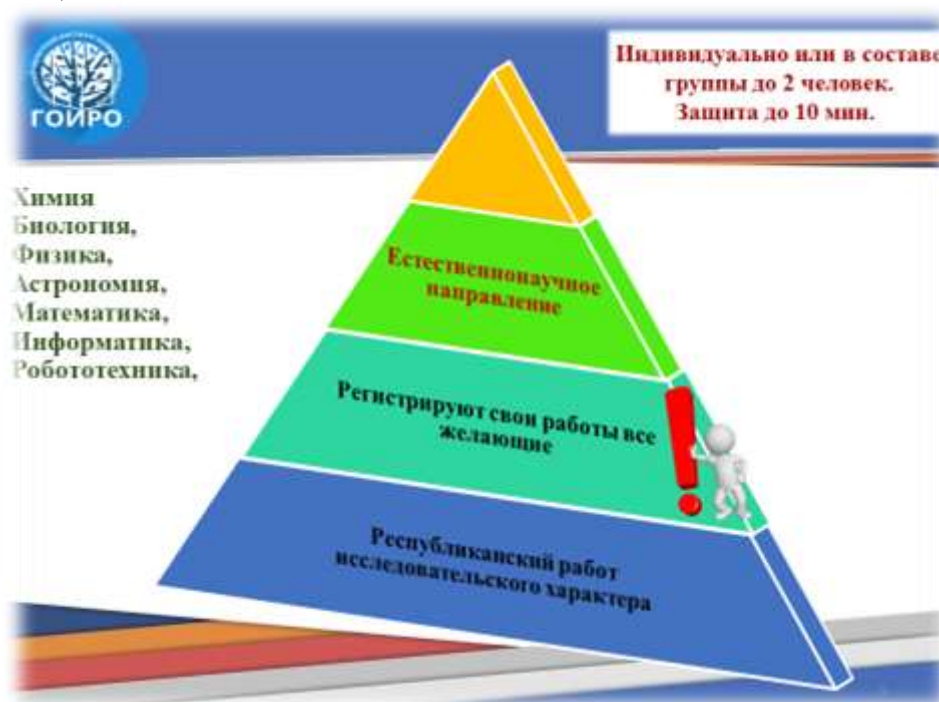 ГОИРО
Индивидуально или в составе
группы до 2 человек.
Защита до 10 мин.
Химия
Биология,
Физика,
Астрономия,
Математика,
Информатика,
Робототехника,
Естественнонаучное
направление
Регистрируют свои работы все
желающие
Республиканский работ
исследовательского характера